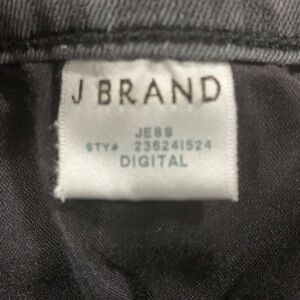 J BRAND
JESS
STY# 236241524
DIGITAL